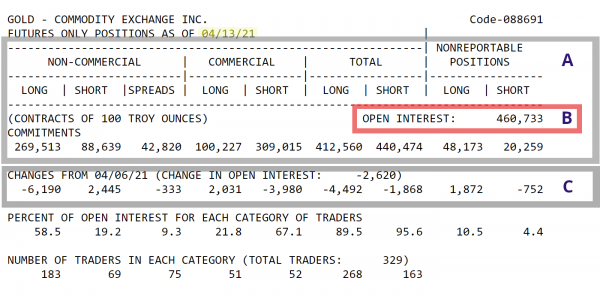 GOLD - COMMODITY EXCHANGE INC. Code-088691
FUTURES ONLY POSITIONS AS OF 04/13/21 |
--------------------------------------------------------------| NONREPORTABLE A
NON-COMMERCIAL | COMMERCIAL | TOTAL | POSITIONS
--------------------------|------------------|-----------------|-----------------
LONG | SHORT |SPREADS | LONG | SHORT | LONG | SHORT | LONG | SHORT
--------------------------------------------------------------------------------
(CONTRACTS OF 100 TROY OUNCES) OPEN INTEREST: 460,733 B
COMMITMENTS
269,513 88,639 42,820 100,227 309,015 412,560 440,474 48,173 20,259
CHANGES FROM 04/06/21 (CHANGE IN OPEN INTEREST: -2,620)
-6,190 2,445 -333 2,031 -3,980 -4,492 -1,868 1,872 -752 C
PERCENT OF OPEN INTEREST FOR EACH CATEGORY OF TRADERS
58.5 19.2 9.3 21.8 67.1 89.5 95.6 10.5 4.4
NUMBER OF TRADERS IN EACH CATEGORY (TOTAL TRADERS: 329)
183 69 75 51 52 268 163